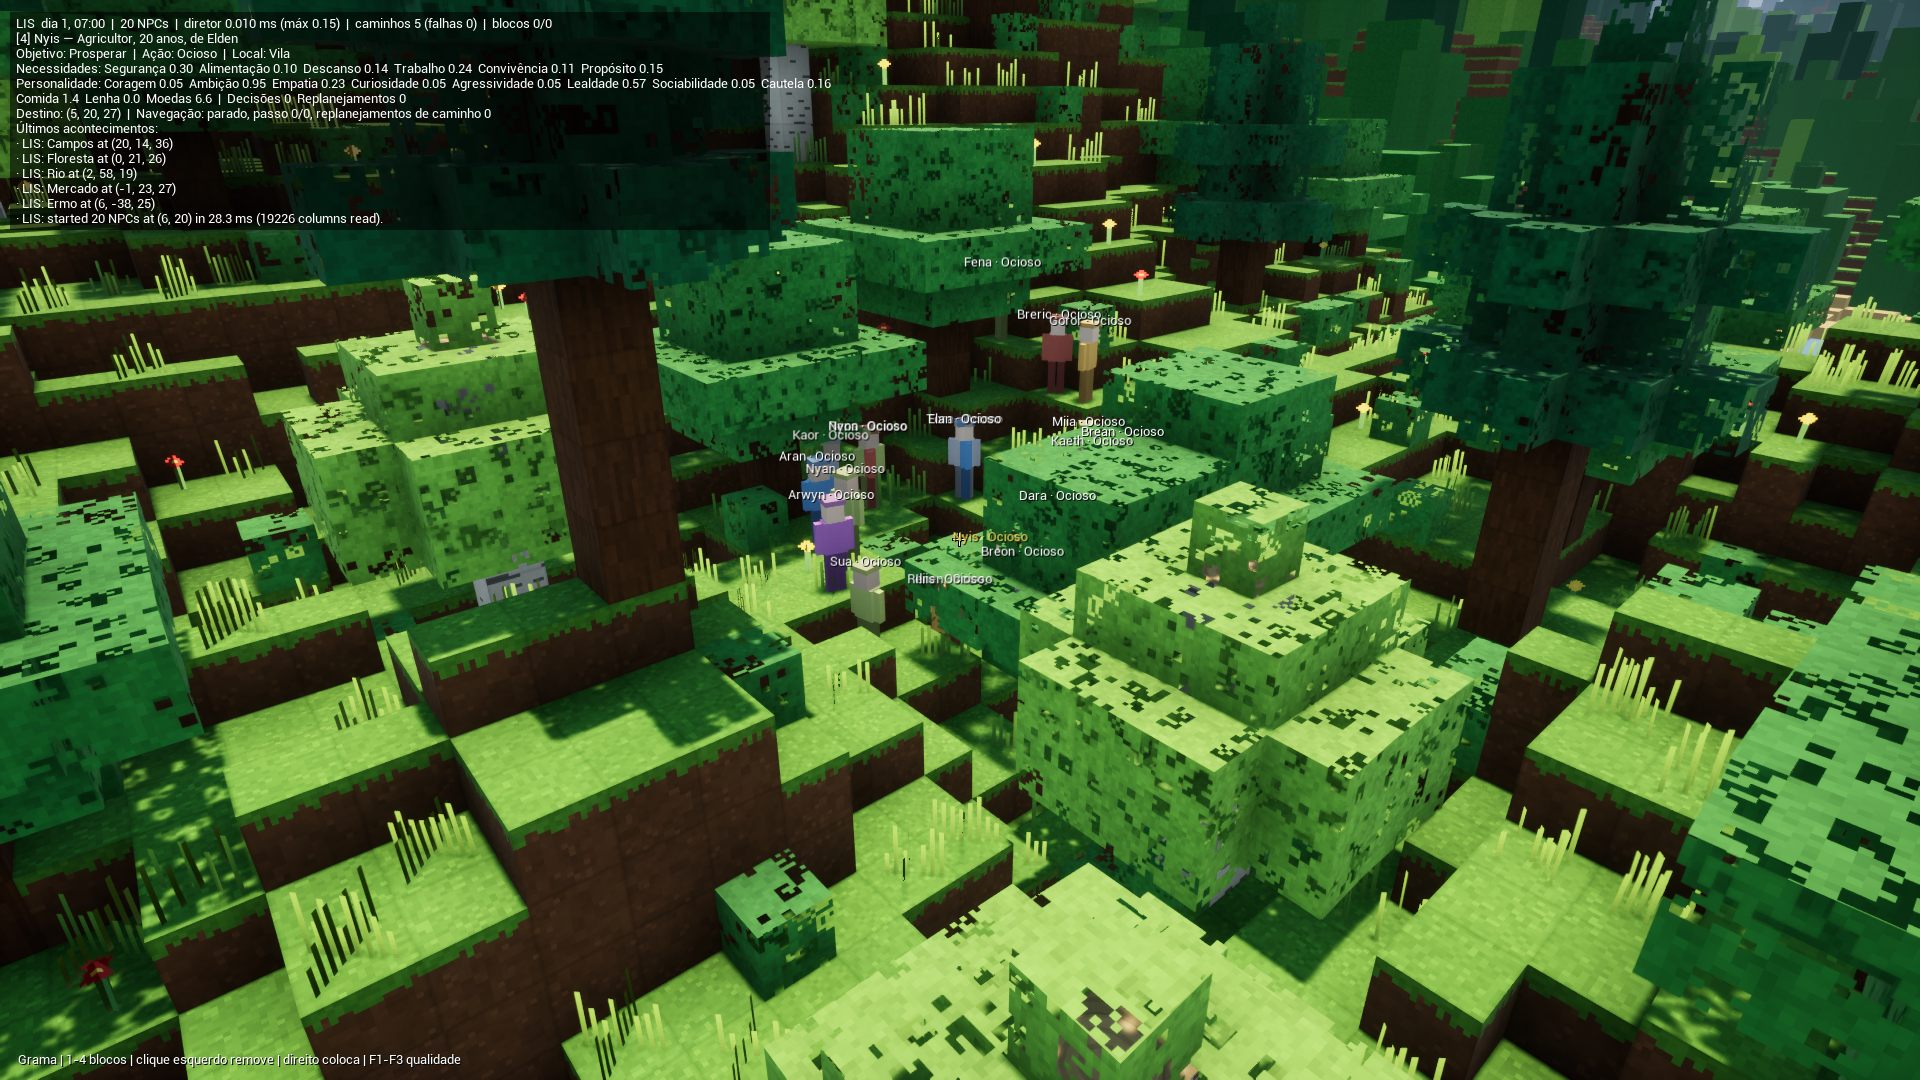 LIS  dia 1, 07:00  |  20 NPCs  |  diretor 0.010 ms (máx 0.15)  |  caminhos 5 (falhas 0)  |  blocos 0/0
[4] Nyis — Agricultor, 20 anos, de Elden
Objetivo: Prosperar  |  Ação: Ocioso  |  Local: Vila
Necessidades: Segurança 0.30  Alimentação 0.10  Descanso 0.14  Trabalho 0.24  Convivência 0.11  Propósito 0.15
Personalidade: Coragem 0.05  Ambição 0.95  Empatia 0.23  Curiosidade 0.05  Agressividade 0.05  Lealdade 0.57  Sociabilidade 0.05  Cautela 0.16
Comida 1.4  Lenha 0.0  Moedas 6.6  |  Decisões 0  Replanejamentos 0
Destino: (5, 20, 27)  |  Navegação: parado, passo 0/0, replanejamentos de caminho 0
Últimos acontecimentos:
· LIS: Campos at (20, 14, 36)
· LIS: Floresta at (0, 21, 26)
· LIS: Rio at (2, 58, 19)
· LIS: Mercado at (-1, 23, 27)
· LIS: Ermo at (6, -38, 25)
· LIS: started 20 NPCs at (6, 20) in 28.3 ms (19226 columns read).
Fena · Ocioso
Breric · Ocioso
Goror · Ocioso
Elan · Ocioso
Miia · Ocioso
Nyon · Ocioso
Brean · Ocioso
Kaor · Ocioso
Kaeth · Ocioso
Aran · Ocioso
Nyan · Ocioso
Arwyn · Ocioso
Dara · Ocioso
Nyis · Ocioso
Breon · Ocioso
Sual · Ocioso
Ocioso
Grama | 1-4 blocos | clique esquerdo remove | direito coloca | F1-F3 qualidade